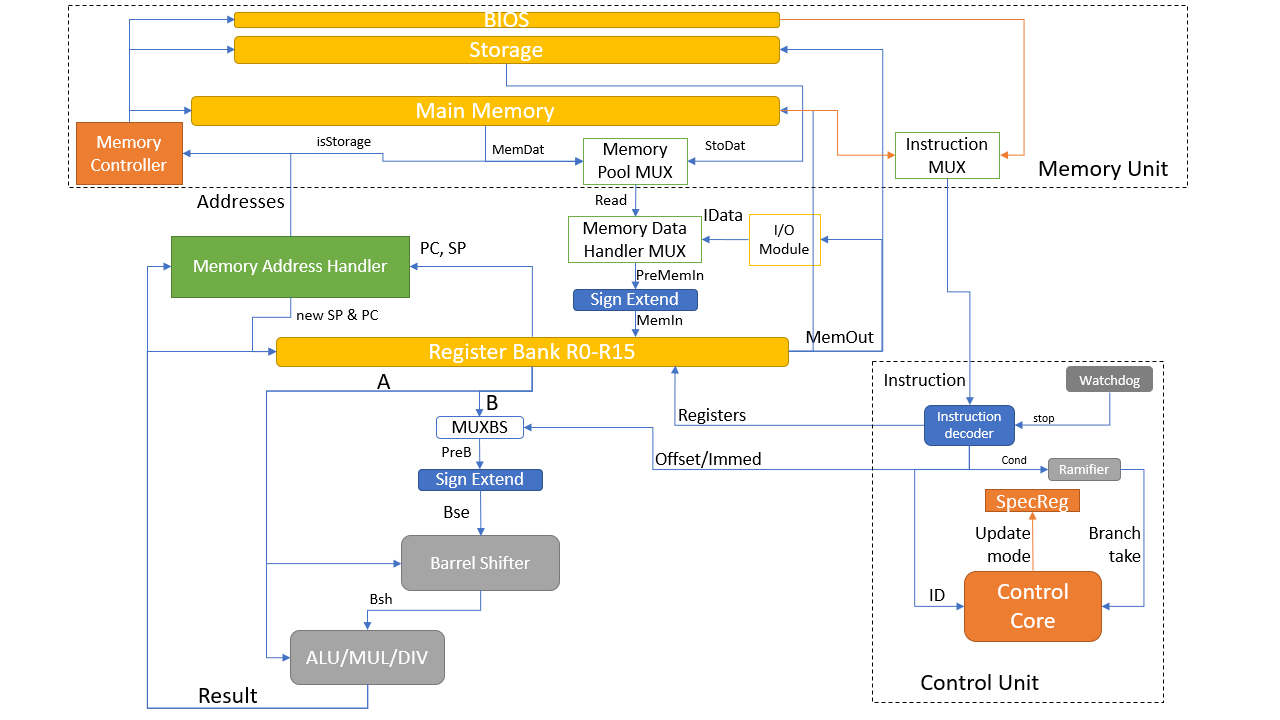 BIOS
Storage
Main Memory
Memory
Controller
isStorage
MemDat
Memory
Pool MUX
StoDat
Instruction
MUX
Memory Unit
Addresses
Read
IData
Memory Data
Handler MUX
I/O
Module
Memory Address Handler
PC, SP
PreMemIn
Sign Extend
new SP & PC
MemIn
MemOut
Register Bank R0-R15
A
B
Instruction
Watchdog
Registers
Instruction
decoder
stop
MUXBS
PreB
Offset/Immed
Cond
Ramifier
Sign Extend
SpecReg
Bse
Update
mode
Branch
take
Barrel Shifter
Bsh
ID
Control
Core
ALU/MUL/DIV
Result
Control Unit